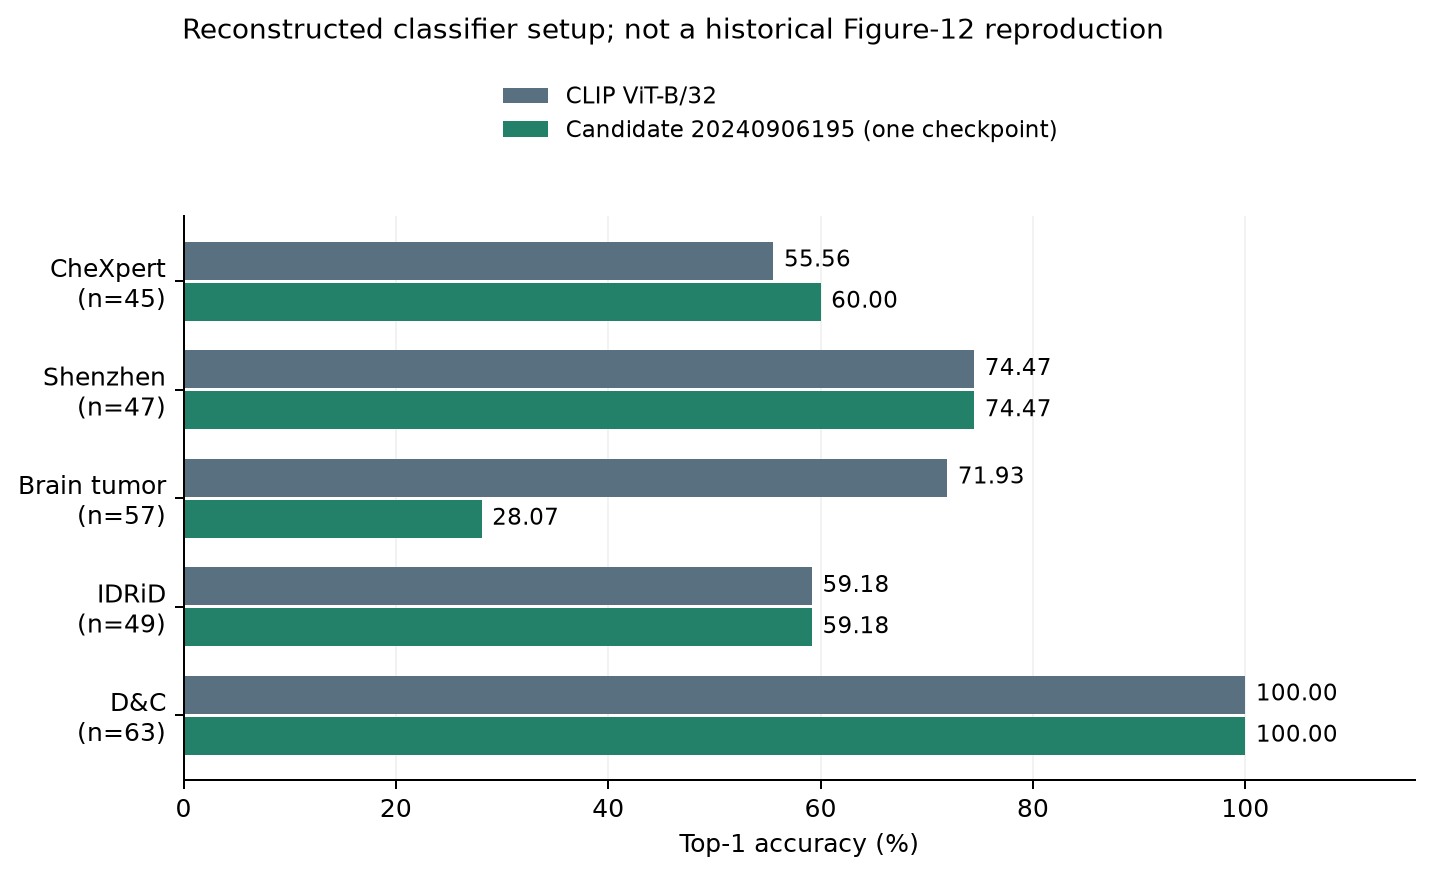 Reconstructed classifier setup; not a historical Figure-12 reproduction
CLIP ViT-B/32
Candidate 20240906195 (one checkpoint)
CheXpert
(n=45)
55.56
60.00
Shenzhen
(n=47)
74.47
74.47
Brain tumor
(n=57)
71.93
28.07
IDRiD
(n=49)
59.18
59.18
D&C
(n=63)
100.00
100.00
0 20 40 60 80 100
Top-1 accuracy (%)